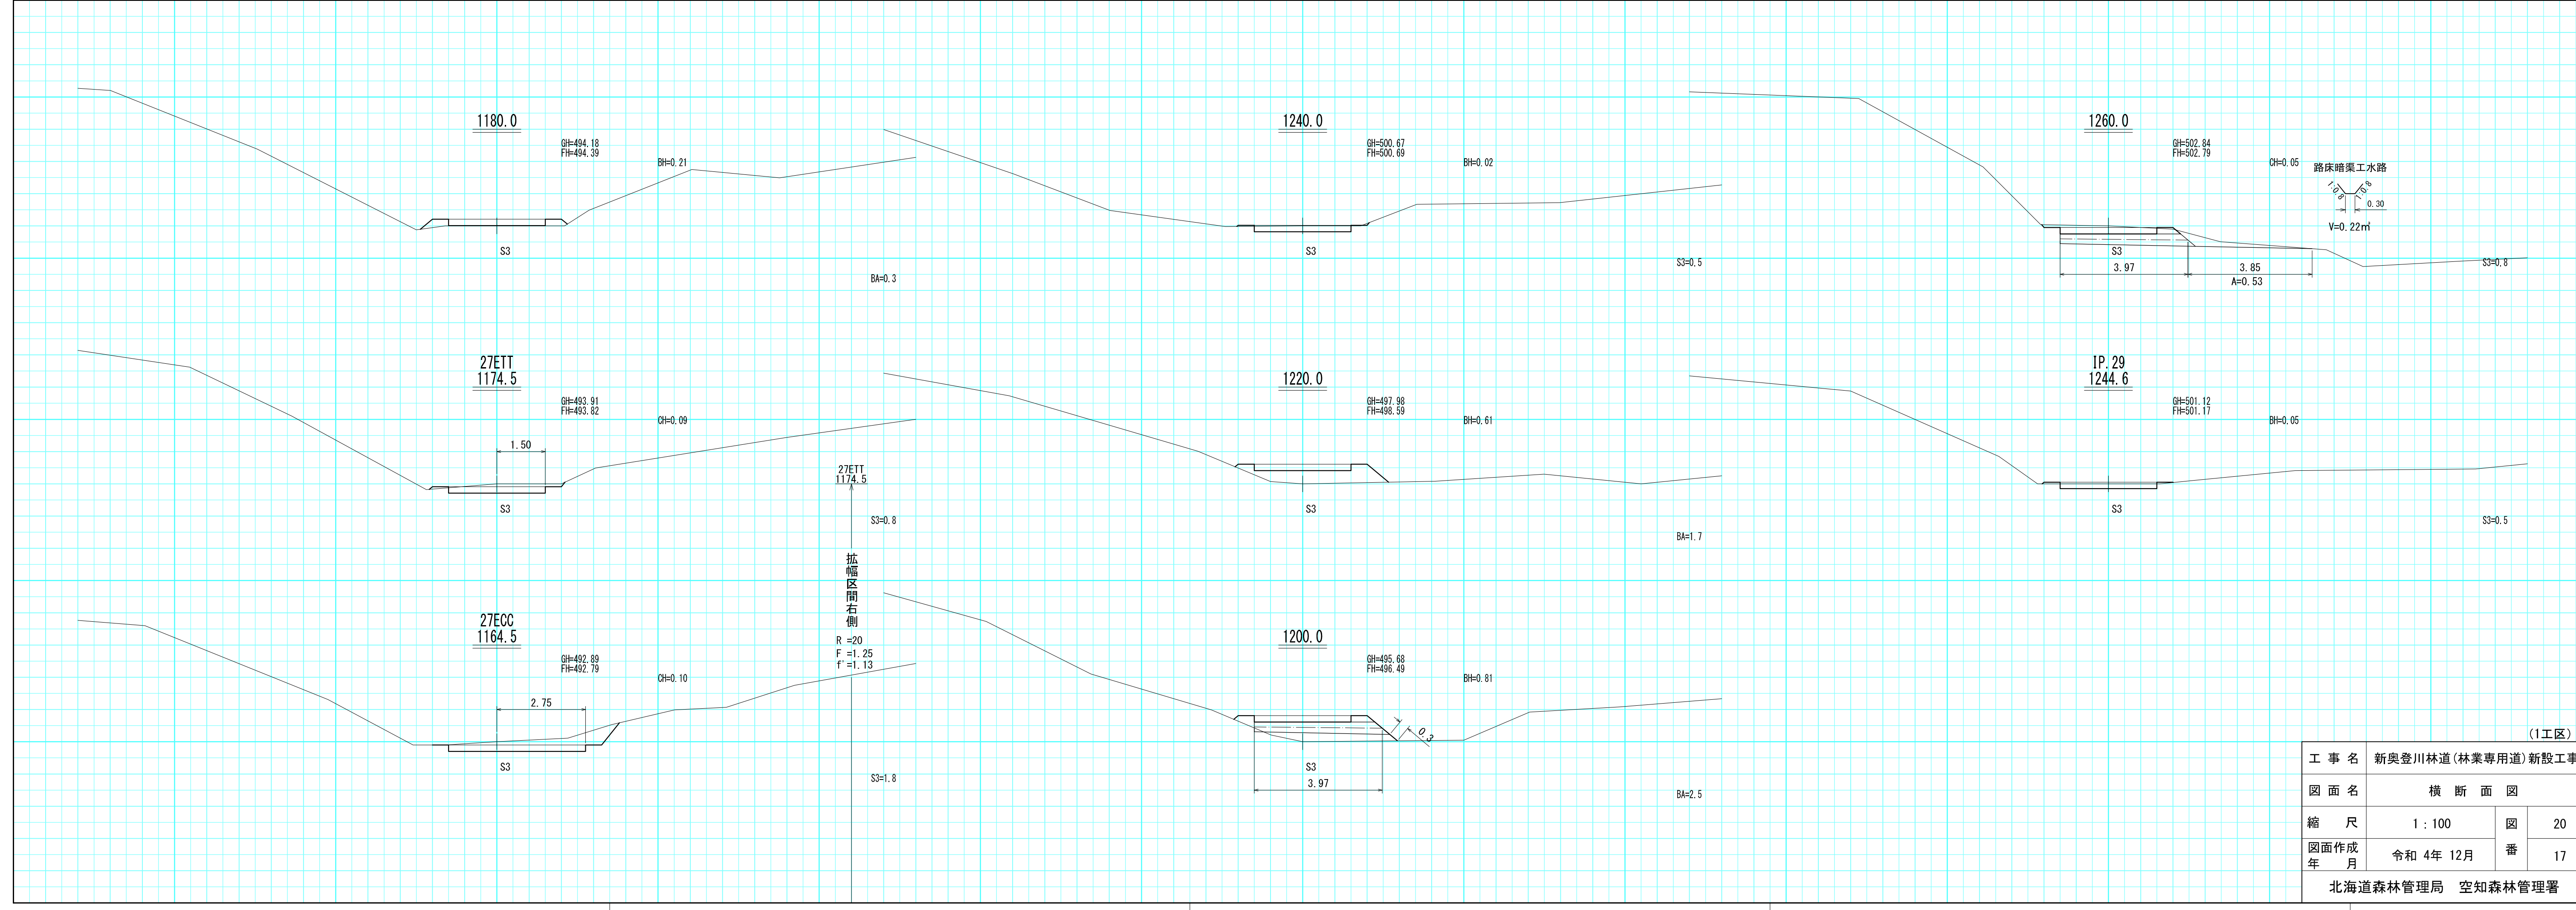 1180.0
GH=494.18
FH=494.39
BH=0.21
S3
BA=0.3
1240.0
GH=500.67
FH=500.69
BH=0.02
S3
S3=0.5
1260.0
GH=502.84
FH=502.79
CH=0.05
路床暗渠工水路
1:0.8
1:0.8
0.30
V=0.22㎥
S3
3.97
3.85
A=0.53
S3=0.8
27ETT
1174.5
GH=493.91
FH=493.82
CH=0.09
1.50
S3
S3=0.8
1220.0
GH=497.98
FH=498.59
BH=0.61
S3
BA=1.7
IP.29
1244.6
GH=501.12
FH=501.17
BH=0.05
S3
S3=0.5
27ETT
1174.5
拡幅区間右側
R =20
F =1.25
f'=1.13
27ECC
1164.5
GH=492.89
FH=492.79
CH=0.10
2.75
S3
S3=1.8
1200.0
GH=495.68
FH=496.49
BH=0.81
0.3
S3
3.97
BA=2.5
(1工区)
工 事 名 新奥登川林道(林業専用道)新設工事
図 面 名 横 断 面 図
縮 尺 1 : 100 図 20
図面作成
年 月 令和 4年 12月 番 17
北海道森林管理局 空知森林管理署